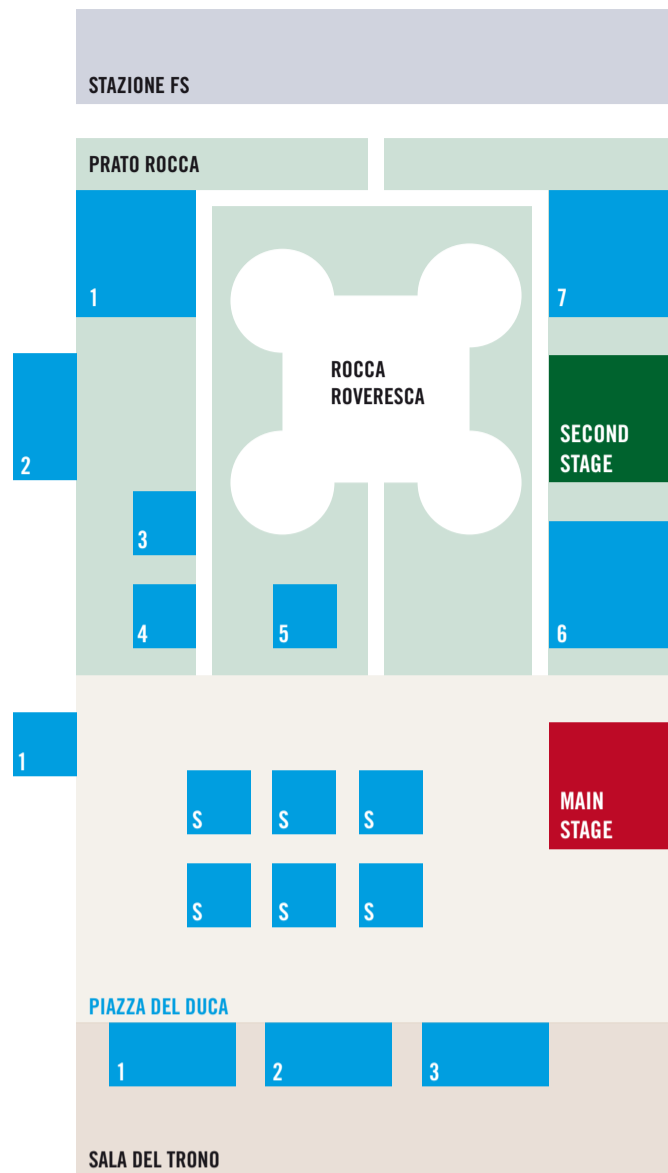 STAZIONE FS
PRATO ROCCA
1
7
ROCCA
ROVERESCA
2
SECOND
STAGE
3
4
5
6
1
S
S
S
MAIN
STAGE
S
S
S
PIAZZA DEL DUCA
1
2
3
SALA DEL TRONO